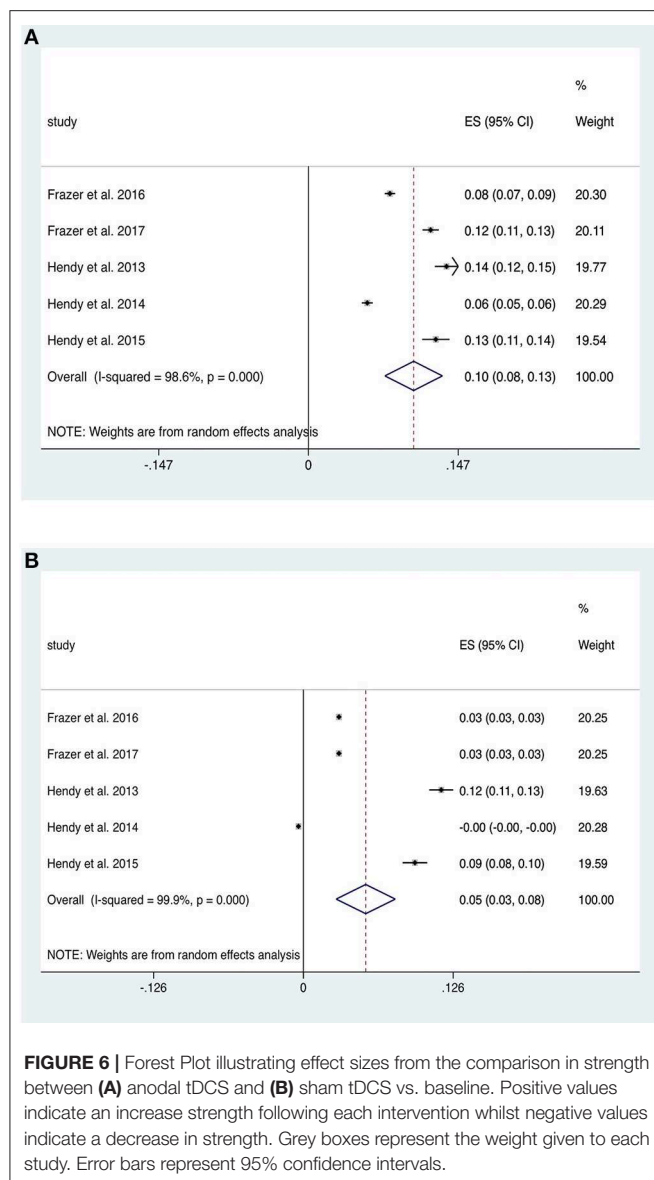 A
%
study ES (95% CI) Weight
Frazer et al. 2016 0.08 (0.07, 0.09) 20.30
Frazer et al. 2017 0.12 (0.11, 0.13) 20.11
Hendy et al. 2013 0.14 (0.12, 0.15) 19.77
Hendy et al. 2014 0.06 (0.05, 0.06) 20.29
Hendy et al. 2015 0.13 (0.11, 0.14) 19.54
Overall (I-squared = 98.6%, p = 0.000) 0.10 (0.08, 0.13) 100.00
NOTE: Weights are from random effects analysis
-.147 0 .147
B
%
study ES (95% CI) Weight
Frazer et al. 2016 0.03 (0.03, 0.03) 20.25
Frazer et al. 2017 0.03 (0.03, 0.03) 20.25
Hendy et al. 2013 0.12 (0.11, 0.13) 19.63
Hendy et al. 2014 -0.00 (-0.00, -0.00) 20.28
Hendy et al. 2015 0.09 (0.08, 0.10) 19.59
Overall (I-squared = 99.9%, p = 0.000) 0.05 (0.03, 0.08) 100.00
NOTE: Weights are from random effects analysis
-.126 0 .126
FIGURE 6 | Forest Plot illustrating effect sizes from the comparison in strength
between (A) anodal tDCS and (B) sham tDCS vs. baseline. Positive values
indicate an increase strength following each intervention whilst negative values
indicate a decrease in strength. Grey boxes represent the weight given to each
study. Error bars represent 95% confidence intervals.